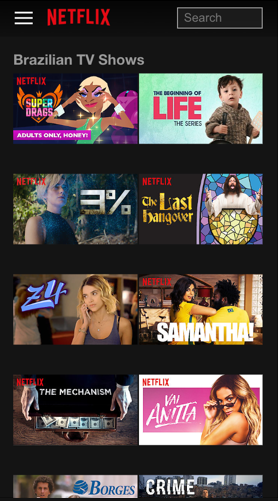 NETFLIX
Search
Brazilian TV Shows
NETFLIX
SUPER
DRAGS
ADULTS ONLY, HONEY!
THE BEGINNING OF
LIFE
THE SERIES
NETFLIX
3%
NETFLIX
The Last
Hangover
Z4
NETFLIX
SAMANTHA!
NETFLIX
THE MECHANISM
NETFLIX
VAI
ANITTA
BORGES
CRIME